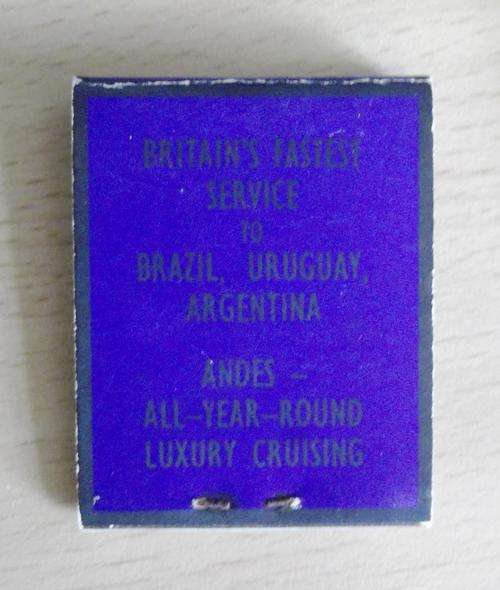 BRITAIN'S FASTEST
SERVICE
TO
BRAZIL, URUGUAY,
ARGENTINA
ANDES –
ALL–YEAR–ROUND
LUXURY CRUISING